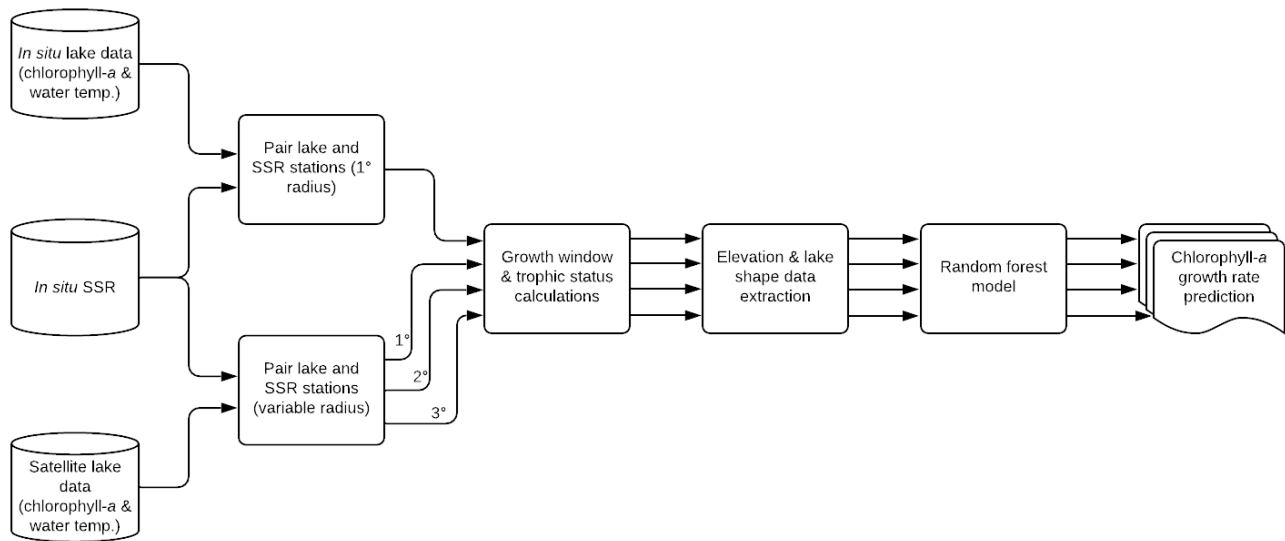 In situ lake data
(chlorophyll-a &
water temp.)
Pair lake and
SSR stations (1°
radius)
In situ SSR
Pair lake and
SSR stations
(variable radius)
1°
2°
3°
Satellite lake
data
(chlorophyll-a &
water temp.)
Growth window
& trophic status
calculations
Elevation & lake
shape data
extraction
Random forest
model
Chlorophyll-a
growth rate
prediction